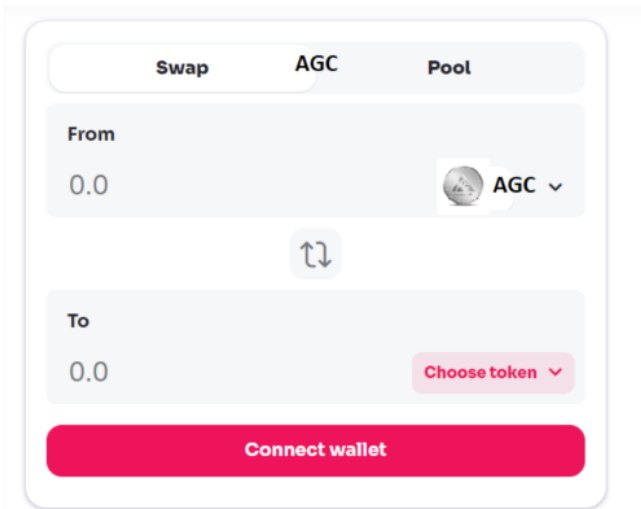 Swap AGC Pool
From
0.0 AGC
To
0.0 Choose token
Connect wallet